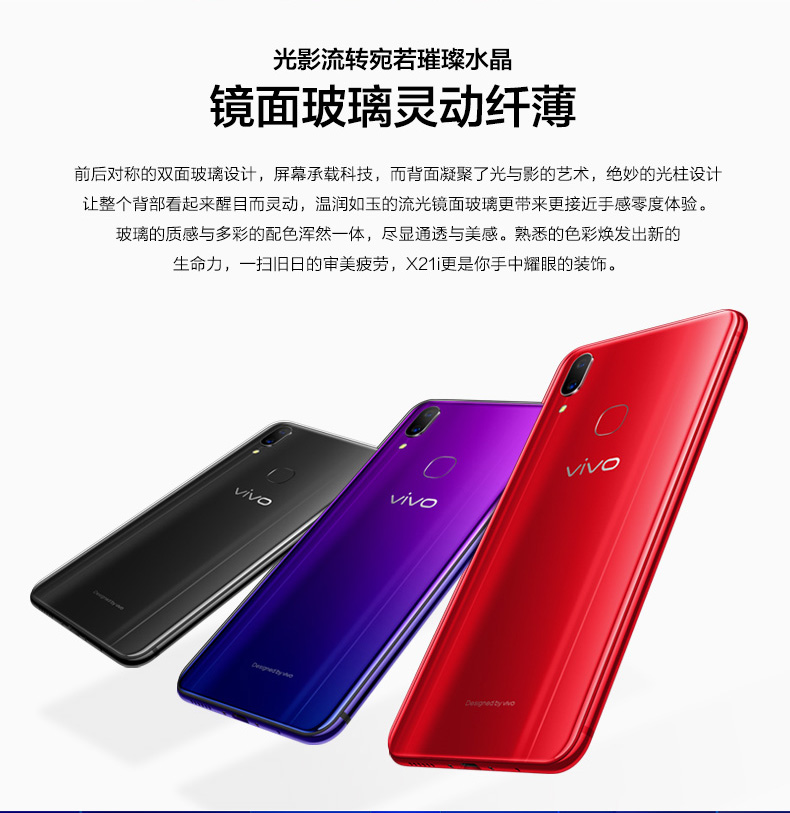 光影流转宛若璀璨水晶
镜面玻璃灵动纤薄
前后对称的双面玻璃设计，屏幕承载科技，而背面凝聚了光与影的艺术，绝妙的光柱设计
让整个背部看起来醒目而灵动，温润如玉的流光镜面玻璃更带来更接近手感零度体验。
玻璃的质感与多彩的配色浑然一体，尽显通透与美感。熟悉的色彩焕发出新的
生命力，一扫旧日的审美疲劳，X21i更是你手中耀眼的装饰。
vivo
Designed by vivo
vivo
Designed by vivo
vivo
Designed by vivo